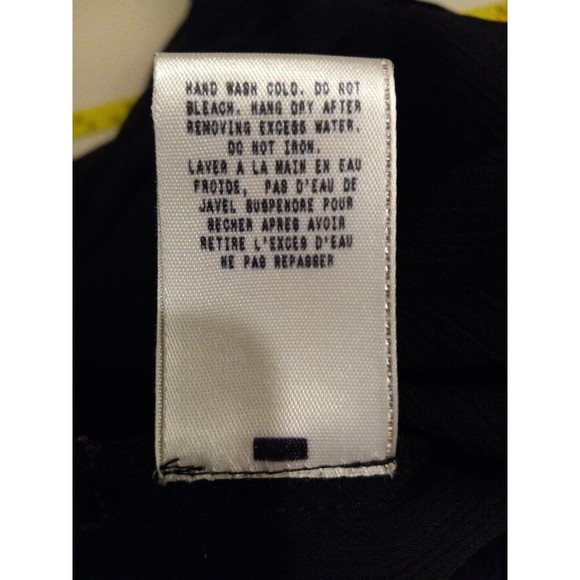 HAND WASH COLD. DO NOT
BLEACH. HANG DRY AFTER
REMOVING EXCESS WATER.
DO NOT IRON.
LAVER A LA MAIN EN EAU
FROIDE, PAS D'EAU DE
JAVEL SUSPENDRE POUR
SECHER APRES AVOIR
RETIRE L'EXCES D'EAU
NE PAS REPASSER